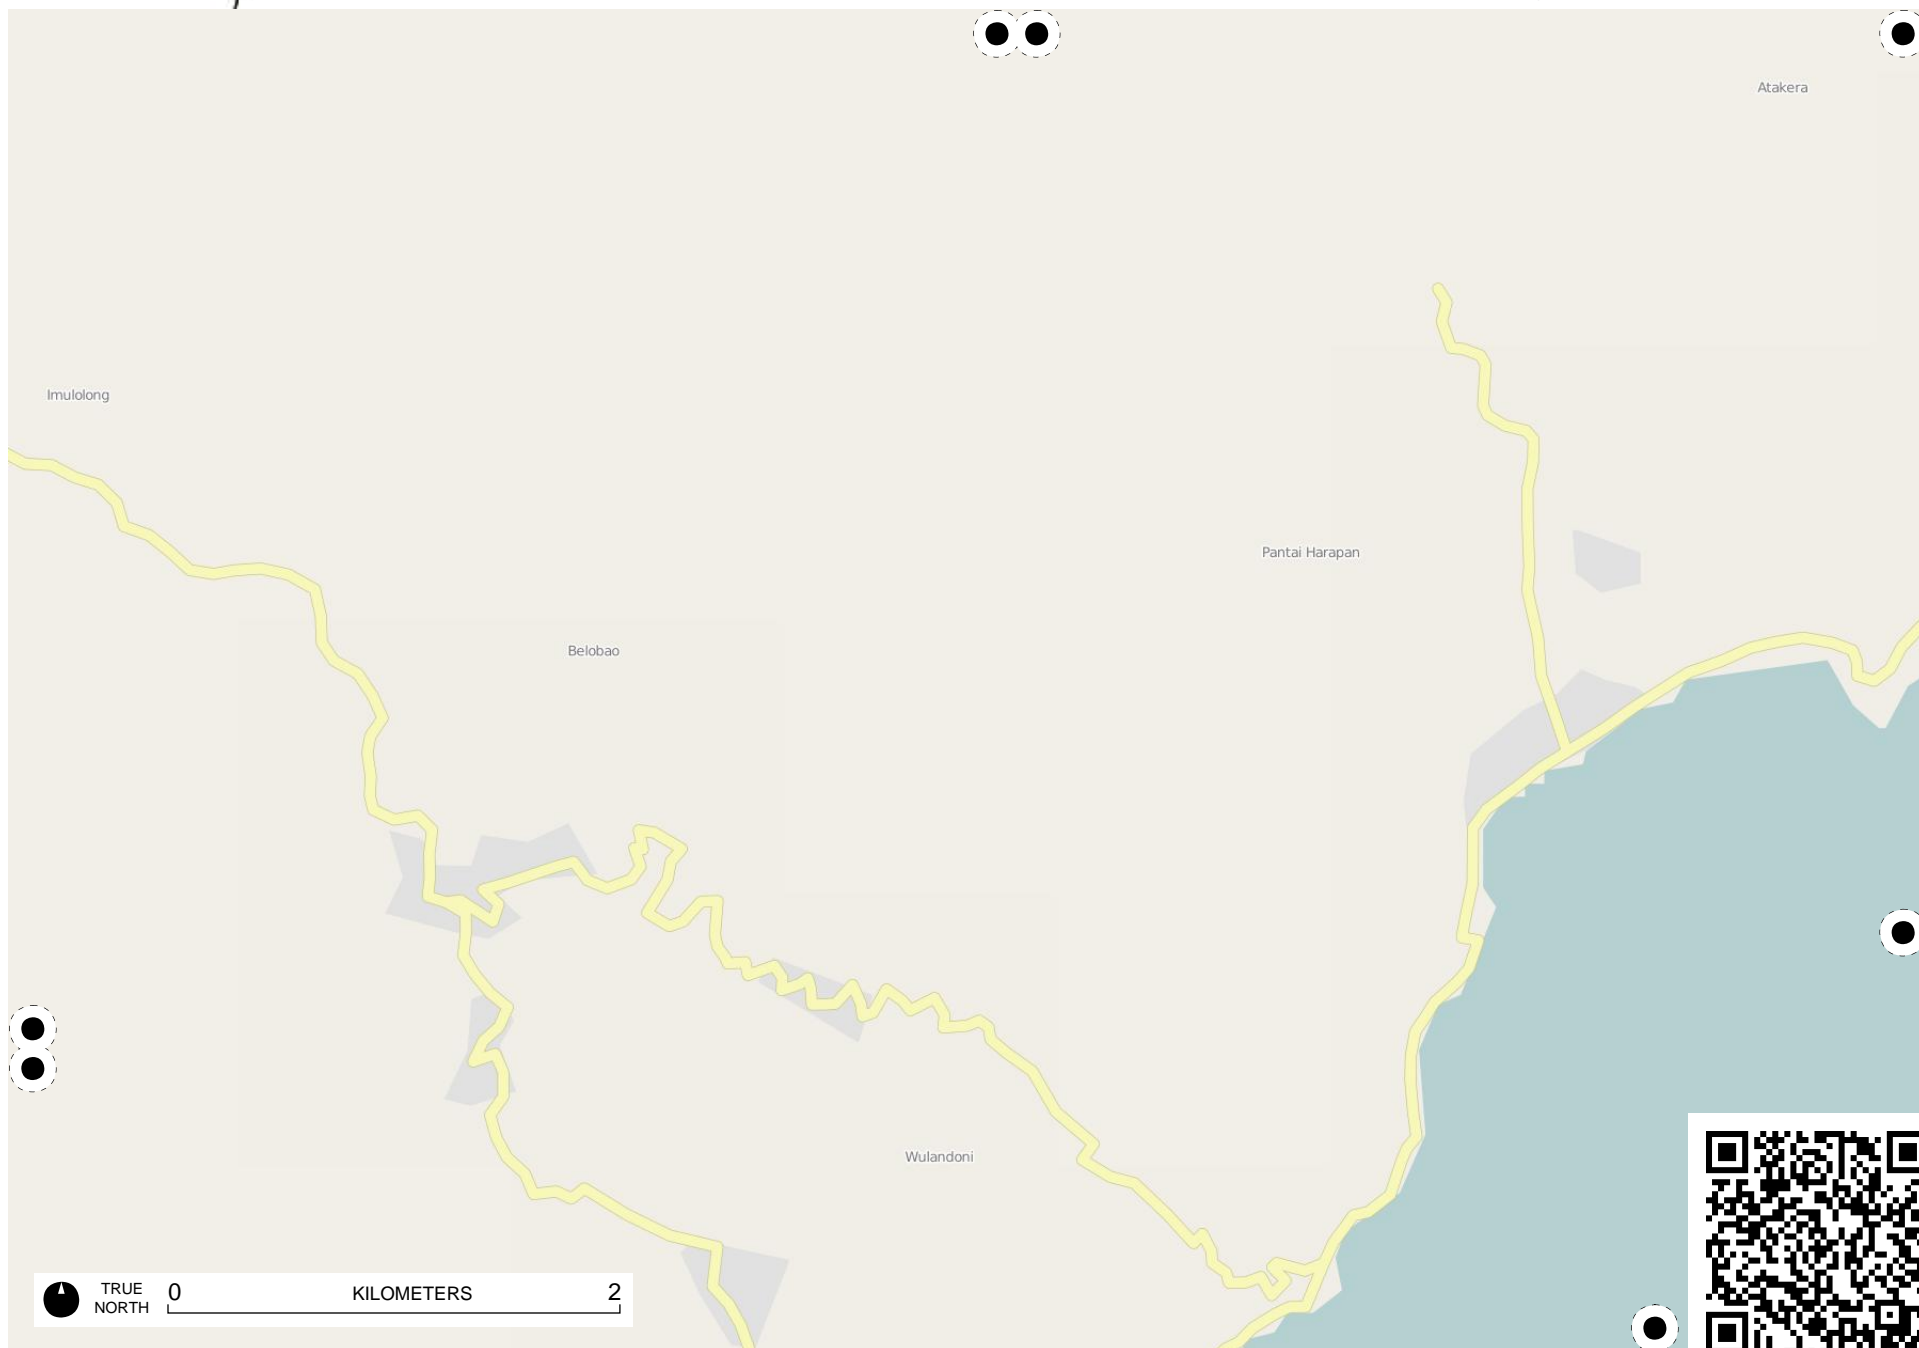 Atakera
Imulolong
Pantai Harapan
Belobao
Wulandoni
TRUE
NORTH
0 KILOMETERS 2